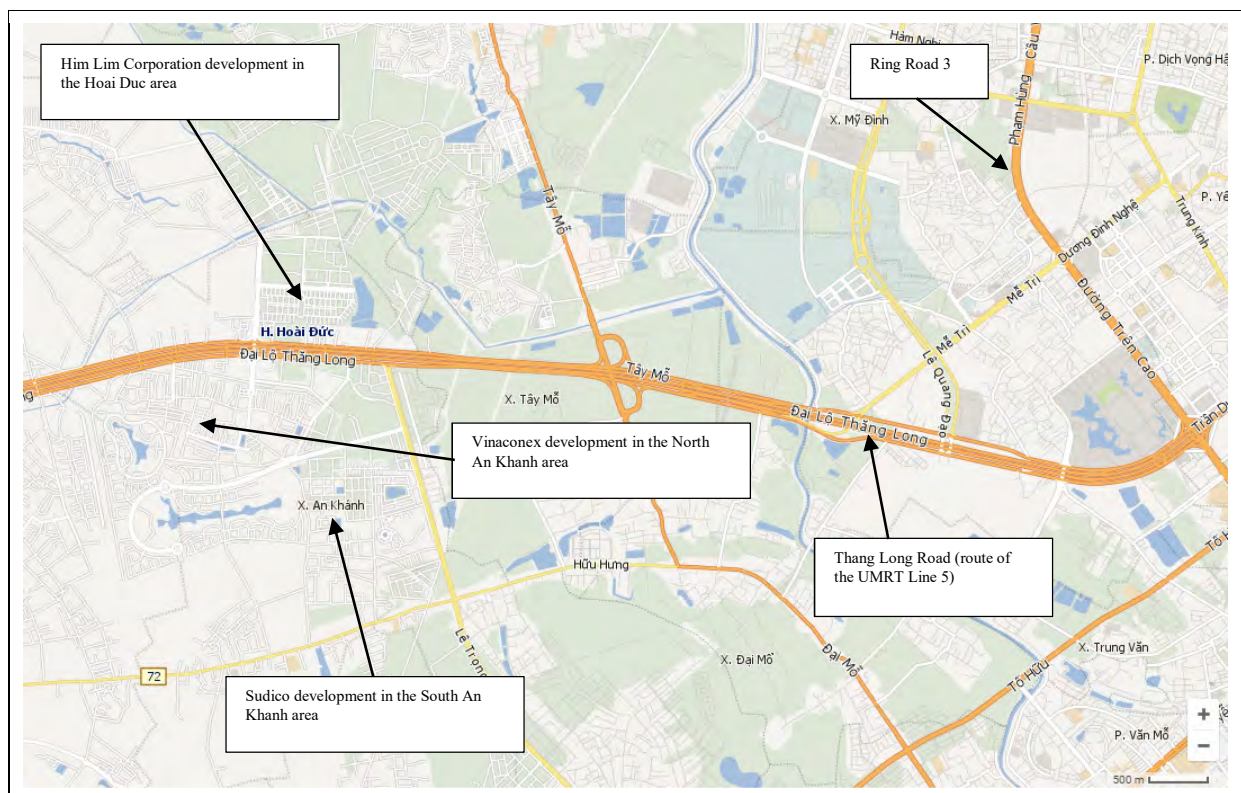 Him Lim Corporation development in
the Hoai Duc area
Ring Road 3
Hàm Nghi
P. Dịch Vọng Hậ
X. Mỹ Đình
Phạm Hùng
P. Yê
Trung Kính
Tây Mỗ
Dương Đình Nghệ
Mễ Trì
Đường Trên Cao
H. Hoài Đức
Đại Lộ Thăng Long
Lê Quang Đạo
Mễ Trì
Tây Mỗ
X. Tây Mỗ
Đại Lộ Thăng Long
Trần Du
Vinaconex development in the North
An Khanh area
X. An Khánh
Thang Long Road (route of
the UMRT Line 5)
Hữu Hưng
Tố H
Lê Trọng
X. Đại Mỗ
Đại Mỗ
X. Trung Văn
Tố Hữu
72
Sudico development in the South An
Khanh area
P. Văn Mỗ
+
−
500 m